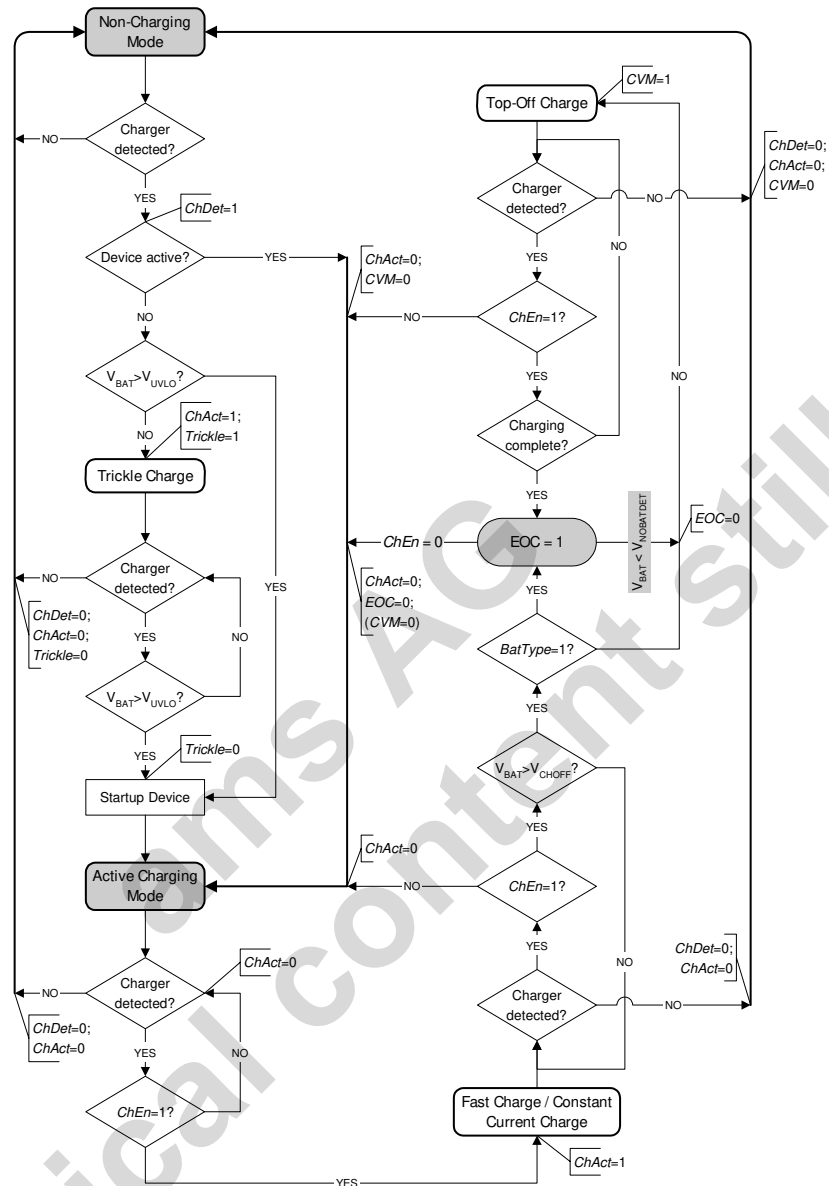 Non-Charging
Mode
Charger
detected?
NO
YES
ChDet=1
Device active?
YES
NO
VBAT>VUVLO?
NO
YES
ChAct=1;
Trickle=1
Trickle Charge
Charger
detected?
NO
ChDet=0;
ChAct=0;
Trickle=0
YES
NO
VBAT>VUVLO?
YES
Trickle=0
Startup Device
Active Charging
Mode
ChAct=0
Charger
detected?
NO
ChDet=0;
ChAct=0
YES
NO
ChEn=1?
YES
CVM=1
Top-Off Charge
Charger
detected?
NO
ChDet=0;
ChAct=0;
CVM=0
YES
NO
ChAct=0;
CVM=0
NO
ChEn=1?
YES
NO
Charging
complete?
YES
ChEn = 0
EOC = 1
VBAT < VNOBATDET
EOC=0
ChAct=0;
EOC=0;
(CVM=0)
YES
BatType=1?
YES
VBAT>VCHOFF?
YES
ChAct=0
NO
ChEn=1?
YES
NO
ChDet=0;
ChAct=0
Charger
detected?
NO
Fast Charge / Constant
Current Charge
ChAct=1
ams AG
ical content still